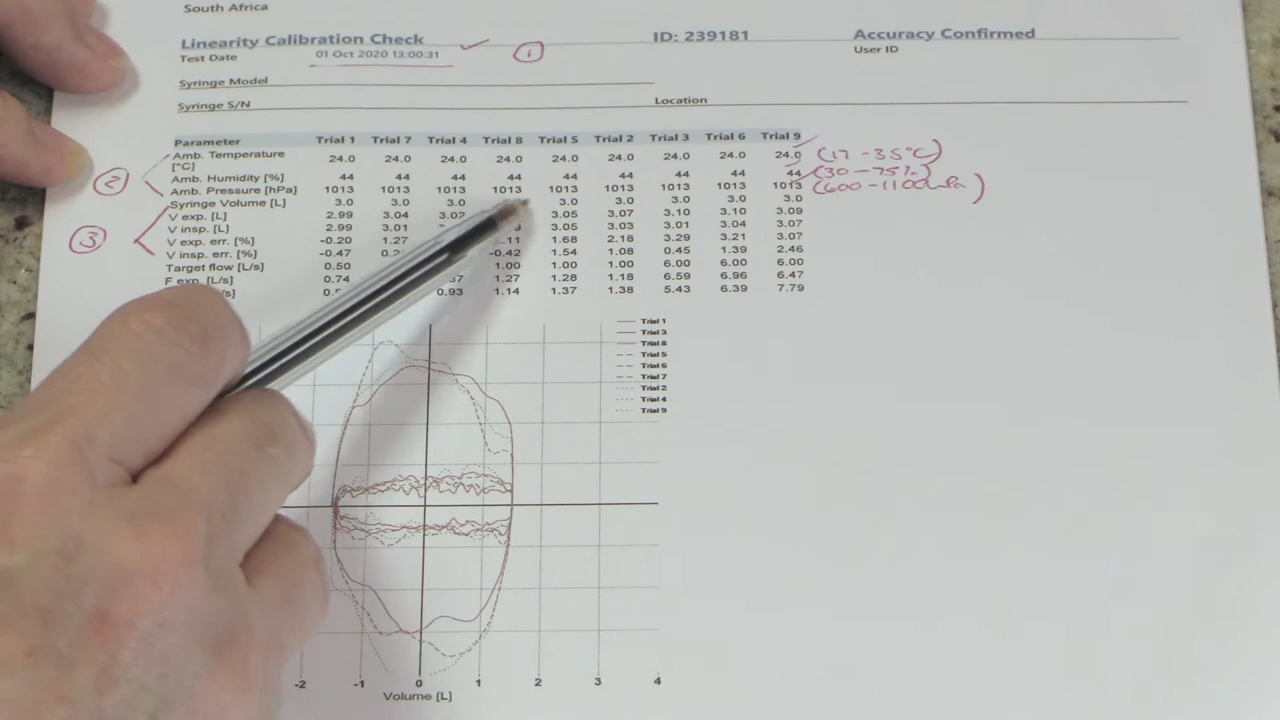 South Africa
Linearity Calibration Check ID: 239181 Accuracy Confirmed
Test Date 01 Oct 2020 13:00:31 ① User ID
Syringe Model
Syringe S/N Location
Parameter Trial 1 Trial 7 Trial 4 Trial 8 Trial 5 Trial 2 Trial 3 Trial 6 Trial 9
Amb. Temperature [°C] 24.0 24.0 24.0 24.0 24.0 24.0 24.0 24.0 24.0 (17-35°C)
② Amb. Humidity [%] 44 44 44 44 44 44 44 44 44 (30-75%)
Amb. Pressure [hPa] 1013 1013 1013 1013 1013 1013 1013 1013 1013 (600-1100hPa)
Syringe Volume [L] 3.0 3.0 3.0 3.0 3.0 3.0 3.0 3.0
V exp. [L] 2.99 3.04 3.02 3.05 3.07 3.10 3.10 3.09
③ V insp. [L] 2.99 3.01 3.05 3.03 3.01 3.04 3.07
V exp. err. [%] -0.20 1.27 .11 1.68 2.18 3.29 3.21 3.07
V insp. err. [%] -0.47 -0.42 1.54 1.08 0.45 1.39 2.46
Target flow [L/s] 0.50 1.00 1.00 1.00 6.00 6.00 6.00
F exp. [L/s] 0.74 1.27 1.28 1.18 6.59 6.96 6.47
0.93 1.14 1.37 1.38 5.43 6.39 7.79
Trial 1
Trial 3
Trial 8
Trial 5
Trial 6
Trial 7
Trial 2
Trial 4
Trial 9
-2 -1 0 1 2 3 4
Volume [L]